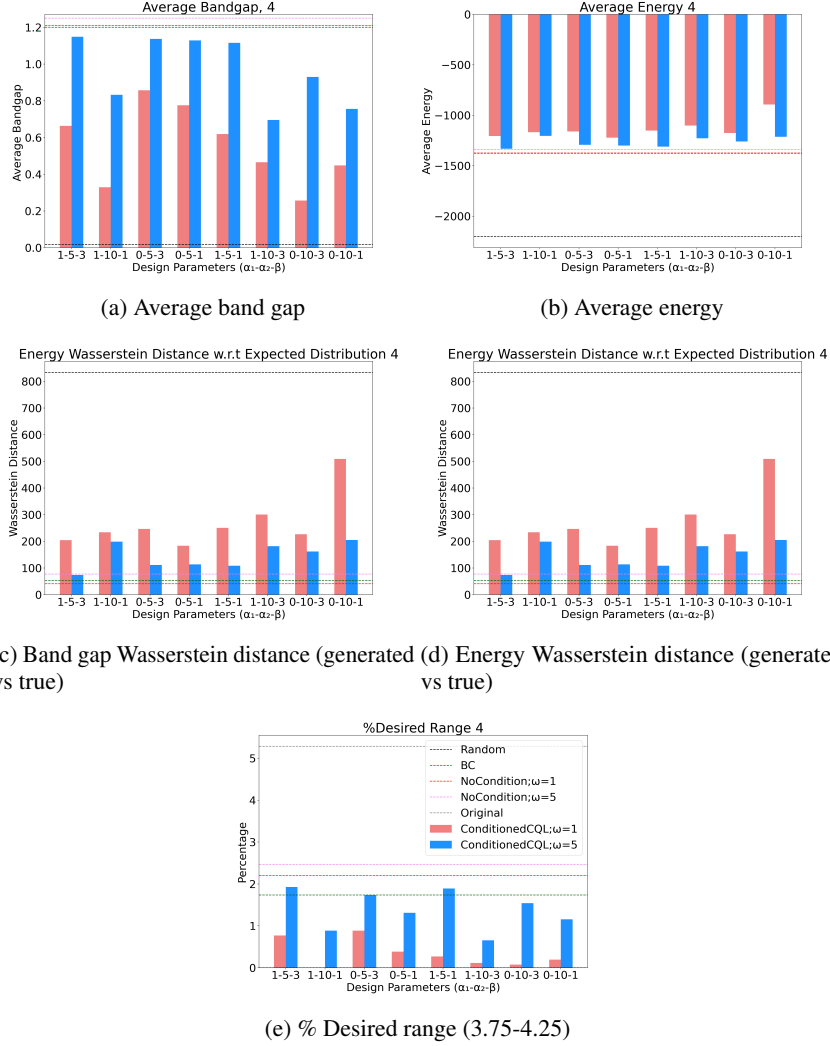 Average Bandgap, 4
Average Bandgap
1.2
1.0
0.8
0.6
0.4
0.2
0.0
1-5-3 1-10-1 0-5-3 0-5-1 1-5-1 1-10-3 0-10-3 0-10-1
Design Parameters (α₁-α₂-β)
(a) Average band gap
Average Energy 4
Average Energy
0
−500
−1000
−1500
−2000
1-5-3 1-10-1 0-5-3 0-5-1 1-5-1 1-10-3 0-10-3 0-10-1
Design Parameters (α₁-α₂-β)
(b) Average energy
Energy Wasserstein Distance w.r.t Expected Distribution 4
Wasserstein Distance
800
700
600
500
400
300
200
100
0
1-5-3 1-10-1 0-5-3 0-5-1 1-5-1 1-10-3 0-10-3 0-10-1
Design Parameters (α₁-α₂-β)
c) Band gap Wasserstein distance (generated
vs true)
Energy Wasserstein Distance w.r.t Expected Distribution 4
Wasserstein Distance
800
700
600
500
400
300
200
100
0
1-5-3 1-10-1 0-5-3 0-5-1 1-5-1 1-10-3 0-10-3 0-10-1
Design Parameters (α₁-α₂-β)
(d) Energy Wasserstein distance (generate
vs true)
%Desired Range 4
Percentage
5
4
3
2
1
0
Random
BC
NoCondition;ω=1
NoCondition;ω=5
Original
ConditionedCQL;ω=1
ConditionedCQL;ω=5
1-5-3 1-10-1 0-5-3 0-5-1 1-5-1 1-10-3 0-10-3 0-10-1
Design Parameters (α₁-α₂-β)
(e) % Desired range (3.75-4.25)